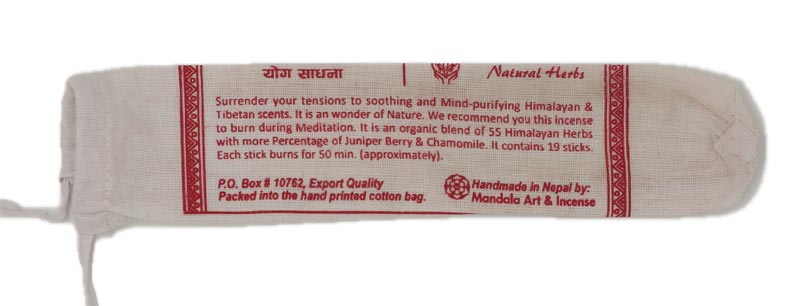 योग साधना
Natural Herbs
Surrender your tensions to soothing and Mind-purifying Himalayan &
Tibetan scents. It is an wonder of Nature. We recommend you this incense
to burn during Meditation. It is an organic blend of 55 Himalayan Herbs
with more Percentage of Juniper Berry & Chamomile. It contains 19 sticks.
Each stick burns for 50 min. (approximately).
P.O. Box # 10762, Export Quality
Packed into the hand printed cotton bag.
Handmade in Nepal by:
Mandala Art & Incense